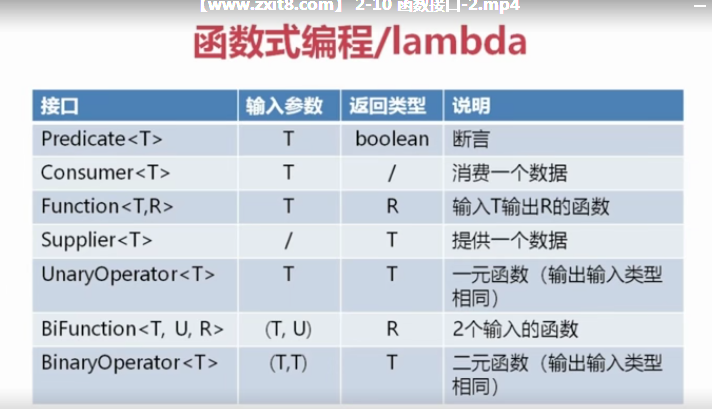 【www.zxit8.com】 2-10 函数接口-2.mp4
函数式编程/lambda
接口 输入参数 返回类型 说明
Predicate<T> T boolean 断言
Consumer<T> T / 消费一个数据
Function<T,R> T R 输入T输出R的函数
Supplier<T> / T 提供一个数据
UnaryOperator<T> T T 一元函数（输出输入类型
相同）
BiFunction<T, U, R> (T, U) R 2个输入的函数
BinaryOperator<T> (T,T) T 二元函数（输出输入类型
相同）